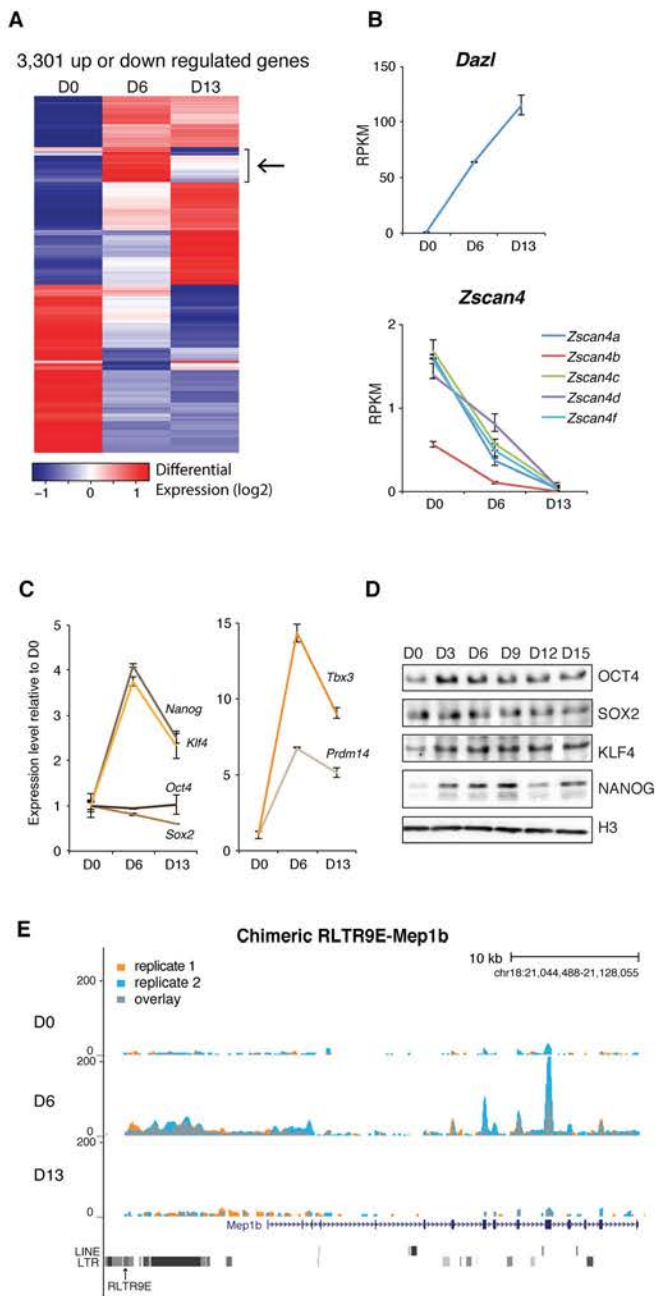 A
3,301 up or down regulated genes
D0 D6 D13
←
−1 0 1
Differential
Expression (log2)
B
Dazl
RPKM
150
100
50
0
D0 D6 D13
Zscan4
RPKM
2
1
0
Zscan4a
Zscan4b
Zscan4c
Zscan4d
Zscan4f
D0 D6 D13
C
Expression level relative to D0
5
4
3
2
1
0
Nanog
Klf4
Oct4
Sox2
D0 D6 D13
15
10
5
0
Tbx3
Prdm14
D0 D6 D13
D
D0 D3 D6 D9 D12 D15
OCT4
SOX2
KLF4
NANOG
H3
E
Chimeric RLTR9E-Mep1b
10 kb
chr18:21,044,488-21,128,055
replicate 1
replicate 2
overlay
200
D0
0
200
D6
0
200
D13
0
Mep1b
LINE
LTR
↑
RLTR9E